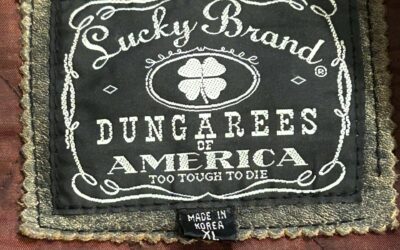 Lucky Brand®
DUNGAREES
OF
AMERICA
TOO TOUGH TO DIE
MADE IN
KOREA
XL